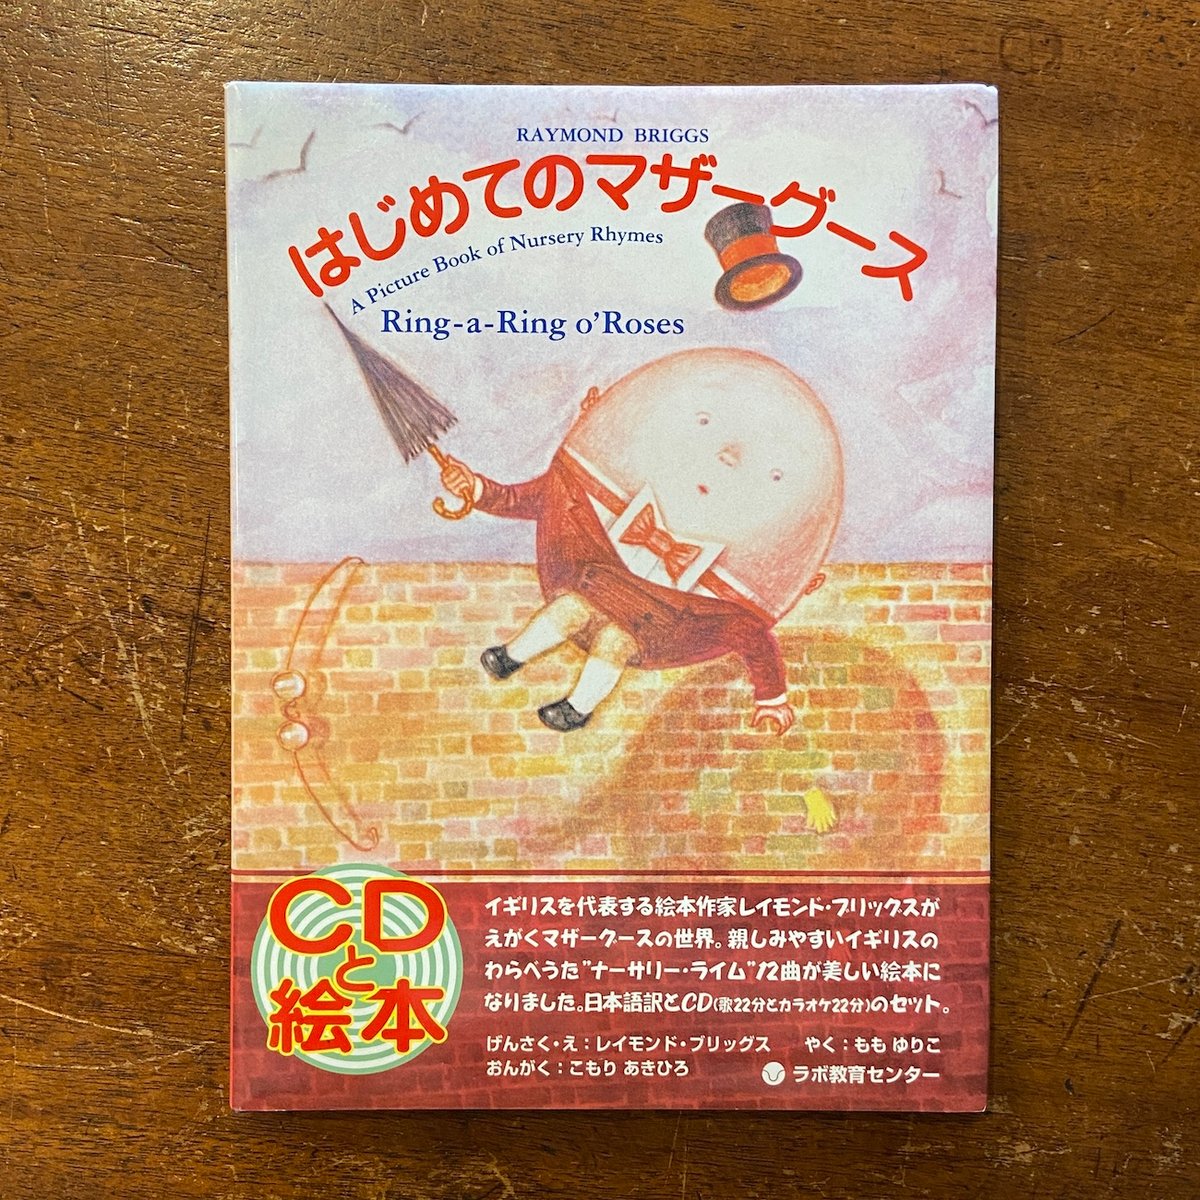 RAYMOND BRIGGS
はじめてのマザーグース
A Picture Book of Nursery Rhymes
Ring-a-Ring o'Roses
CD
と
絵本
イギリスを代表する絵本作家レイモンド・ブリックスが
えがくマザーグースの世界。親しみやすいイギリスの
わらべうた"ナーサリー・ライム"12曲が美しい絵本に
なりました。日本語訳とCD(歌22分とカラオケ22分)のセット。
げんさく・え：レイモンド・ブリッグス　やく：もも ゆりこ
おんがく：こもり あきひろ
ラボ教育センター